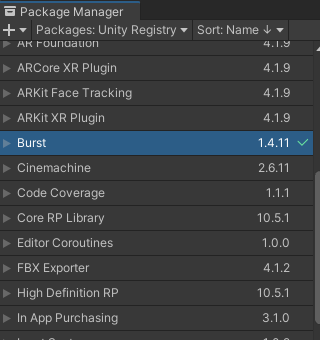 Package Manager
+ Packages: Unity Registry Sort: Name ↓
AR Foundation 4.1.9
ARCore XR Plugin 4.1.9
ARKit Face Tracking 4.1.9
ARKit XR Plugin 4.1.9
Burst 1.4.11
Cinemachine 2.6.11
Code Coverage 1.1.1
Core RP Library 10.5.1
Editor Coroutines 1.0.0
FBX Exporter 4.1.2
High Definition RP 10.5.1
In App Purchasing 3.1.0